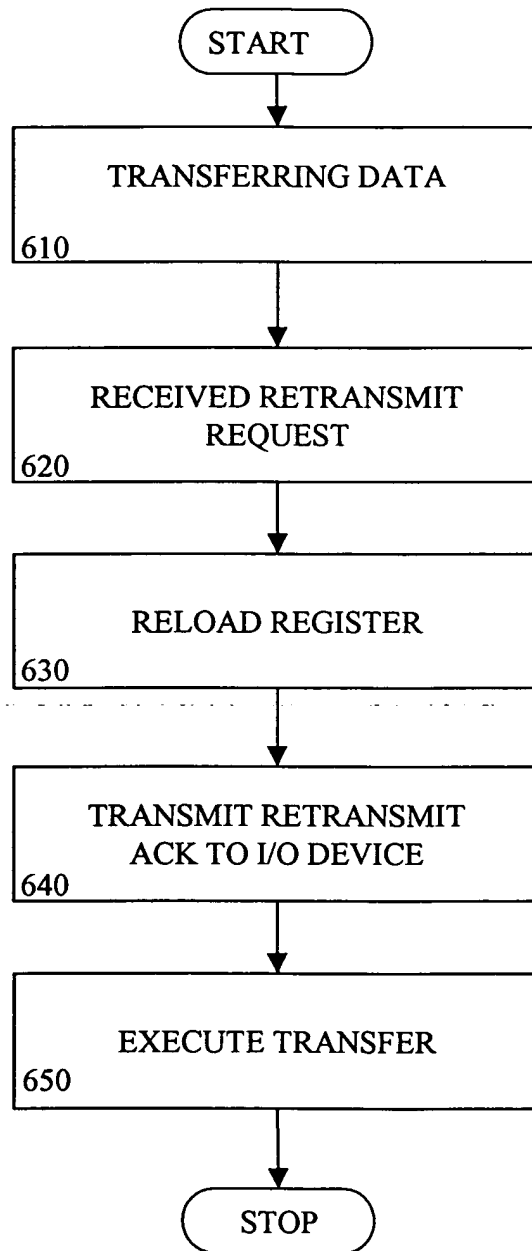 START
TRANSFERRING DATA
610
RECEIVED RETRANSMIT
REQUEST
620
RELOAD REGISTER
630
TRANSMIT RETRANSMIT
ACK TO I/O DEVICE
640
EXECUTE TRANSFER
650
STOP